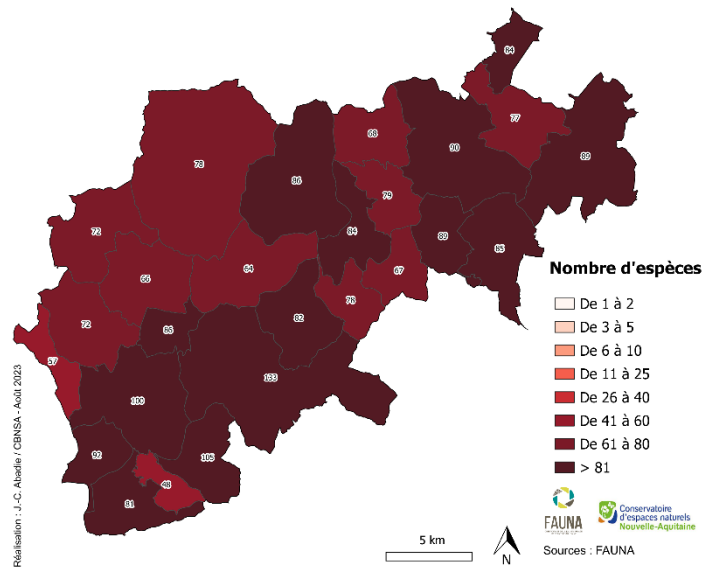 84
77
68
89
90
78
86
79
84
89
85
72
66
64
67
78
82
72
66
57
133
100
92
105
48
81
Nombre d'espèces
De 1 à 2
De 3 à 5
De 6 à 10
De 11 à 25
De 26 à 40
De 41 à 60
De 61 à 80
> 81
FAUNA
Conservatoire
d'espaces naturels
Nouvelle-Aquitaine
5 km
N
Sources : FAUNA
Réalisation : J.-C. Abadie / CBNSA - Août 2023